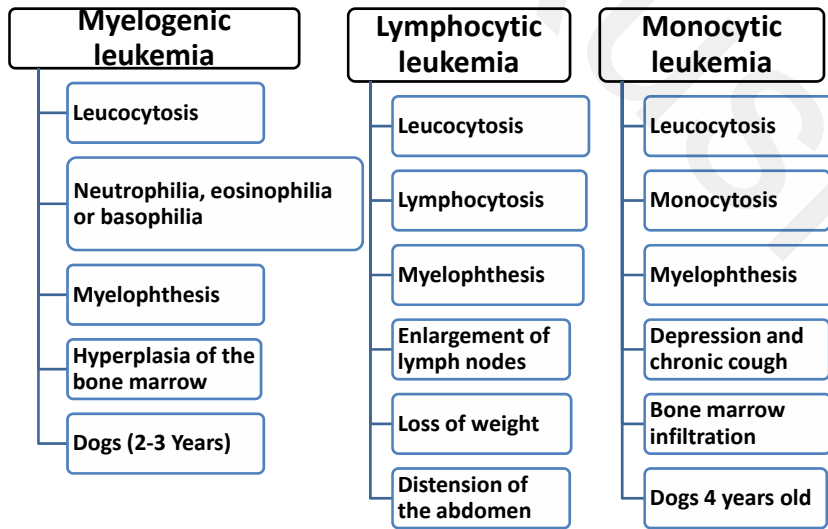 Myelogenic
leukemia
Leucocytosis
Neutrophilia, eosinophilia
or basophilia
Myelophthesis
Hyperplasia of the
bone marrow
Dogs (2-3 Years)
Lymphocytic
leukemia
Leucocytosis
Lymphocytosis
Myelophthesis
Enlargement of
lymph nodes
Loss of weight
Distension of
the abdomen
Monocytic
leukemia
Leucocytosis
Monocytosis
Myelophthesis
Depression and
chronic cough
Bone marrow
infiltration
Dogs 4 years old